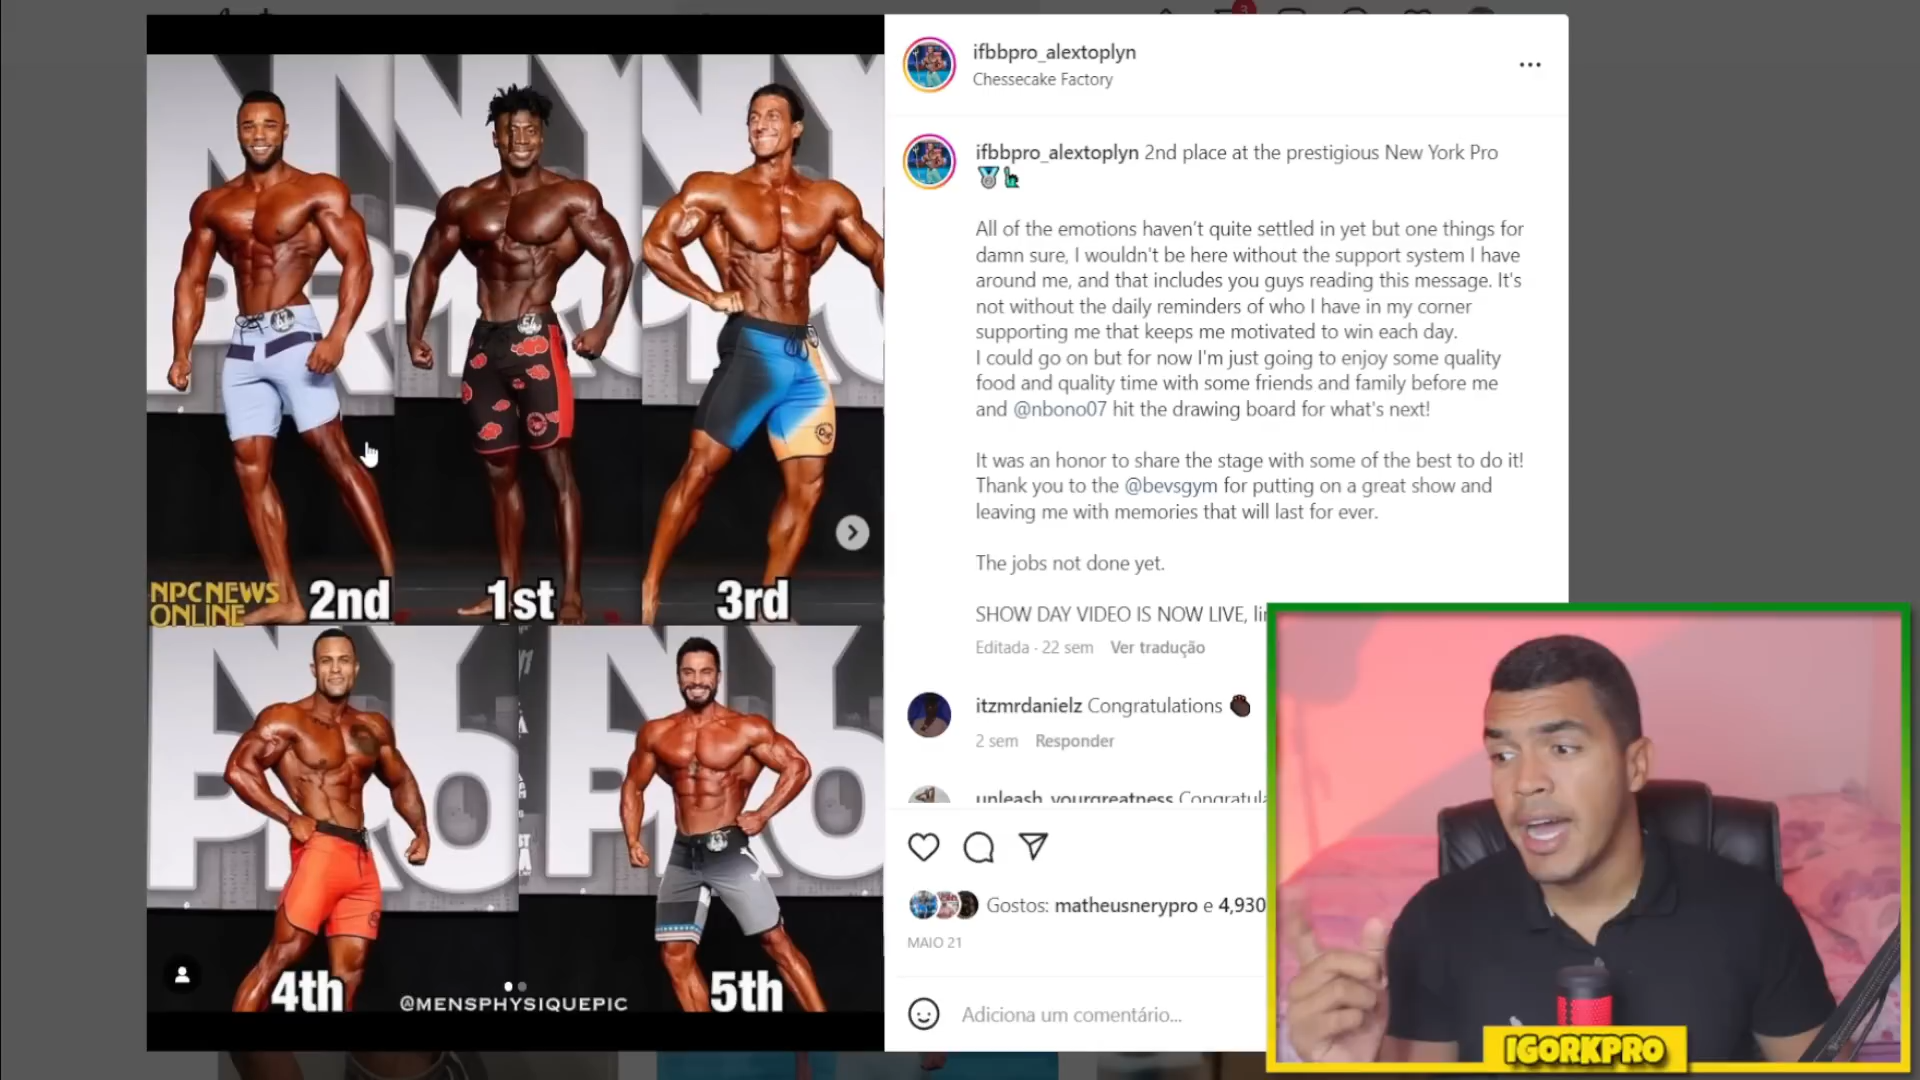 3
ifbbpro_alextoplyn
Chessecake Factory
ifbbpro_alextoplyn 2nd place at the prestigious New York Pro
All of the emotions haven't quite settled in yet but one things for
damn sure, I wouldn't be here without the support system I have
around me, and that includes you guys reading this message. It's
not without the daily reminders of who I have in my corner
supporting me that keeps me motivated to win each day.
I could go on but for now I'm just going to enjoy some quality
food and quality time with some friends and family before me
and @nbono07 hit the drawing board for what's next!
It was an honor to share the stage with some of the best to do it!
Thank you to the @bevsgym for putting on a great show and
leaving me with memories that will last for ever.
The jobs not done yet.
SHOW DAY VIDEO IS NOW LIVE,
Editada · 22 sem Ver tradução
itzmrdanielz Congratulations
2 sem Responder
unleash_yourgreatness
Gostos: matheusnerypro e 4,930
MAIO 21
Adiciona um comentário...
NY
PRO
57
NPC NEWS
ONLINE
2nd
1st
3rd
NY
PRO
4th
5th
@MENSPHYSIQUEPIC
IGORKPRO